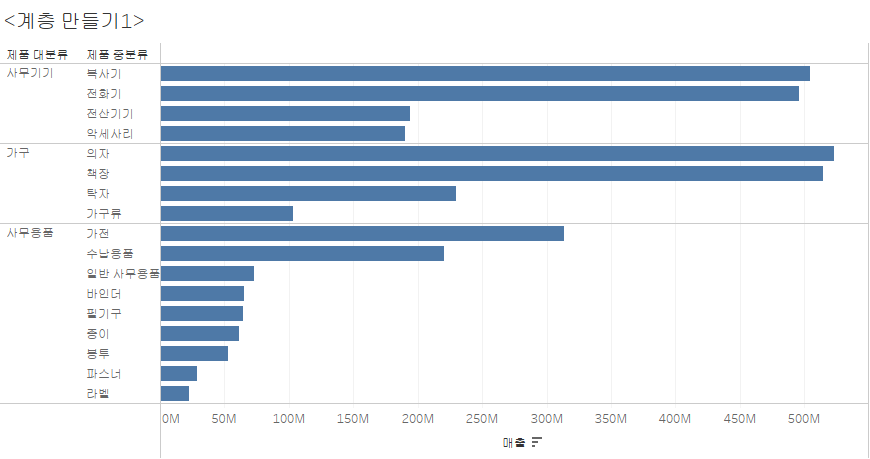 <계층 만들기1>
제품 대분류 제품 중분류
사무기기 복사기
전화기
전산기기
악세사리
가구 의자
책장
탁자
가구류
사무용품 가전
수납용품
일반 사무용품
바인더
필기구
종이
봉투
파스너
라벨
0M 50M 100M 150M 200M 250M 300M 350M 400M 450M 500M
매출